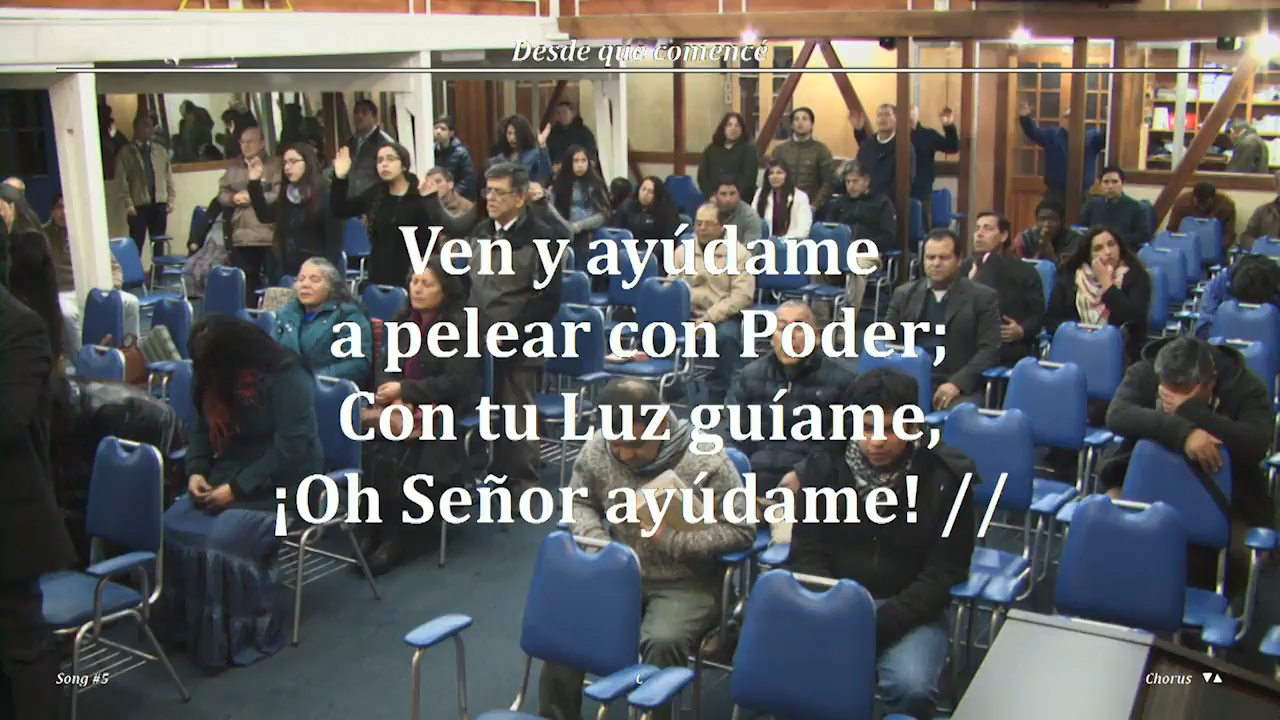 Desde que comencé
Ven y ayúdame
a pelear con Poder;
Con tu Luz guíame,
¡Oh Señor ayúdame! //
Song #5
C
Chorus ▼▲